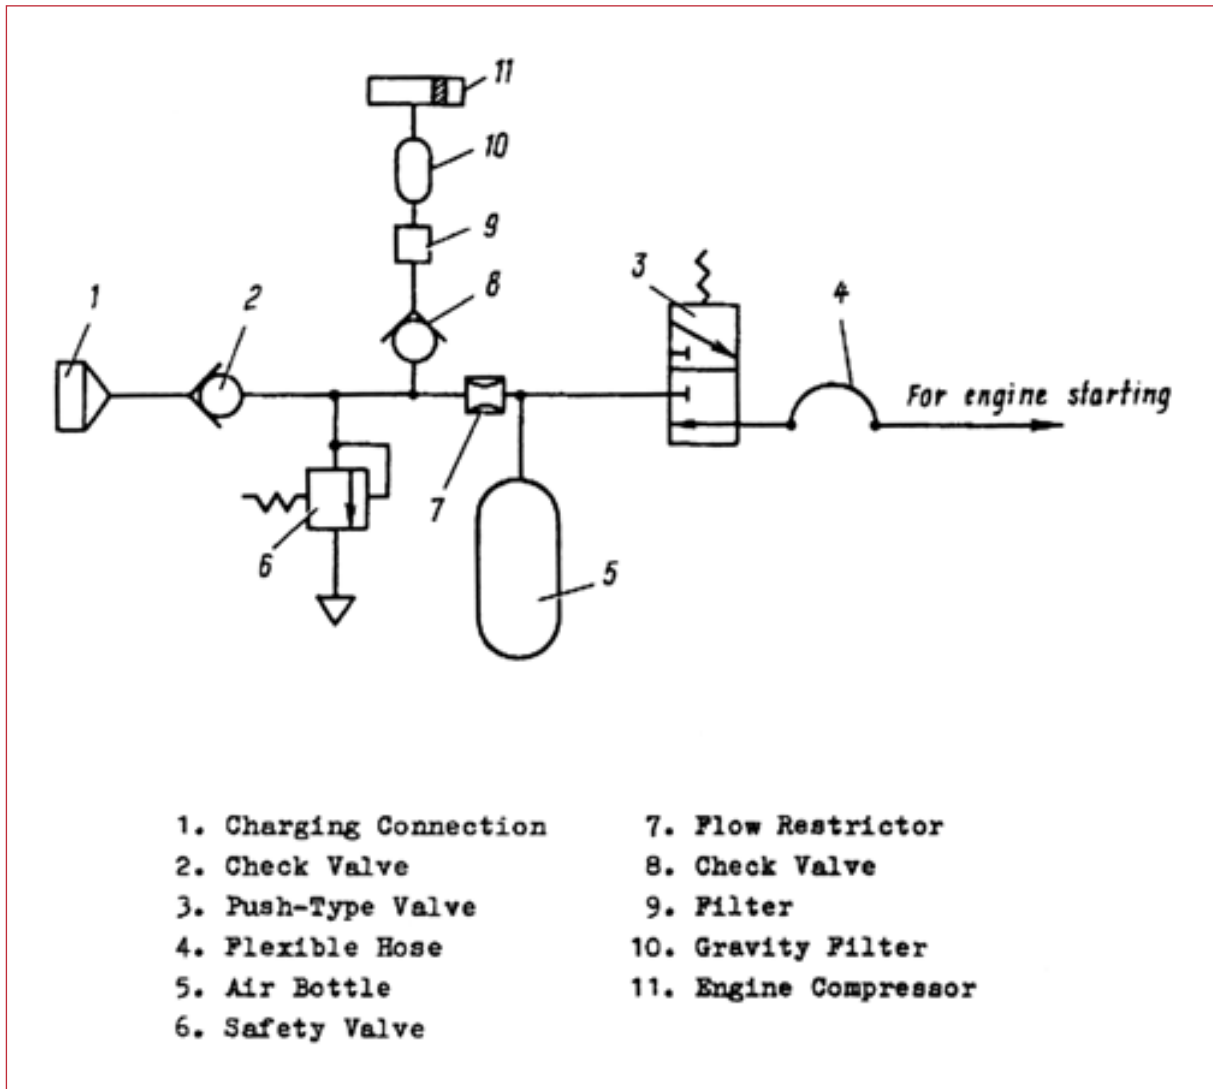 11
10
9
8
3
4
1
2
For engine starting
7
6
5
1. Charging Connection
2. Check Valve
3. Push-Type Valve
4. Flexible Hose
5. Air Bottle
6. Safety Valve
7. Flow Restrictor
8. Check Valve
9. Filter
10. Gravity Filter
11. Engine Compressor